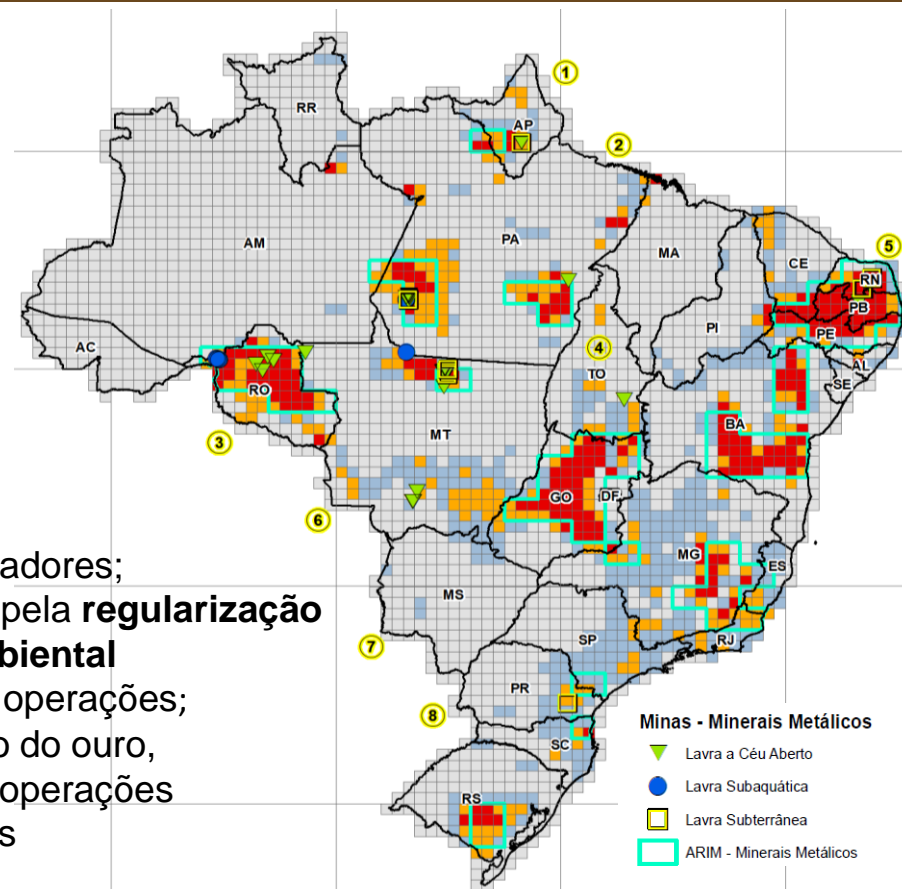 1
RR
AP
2
AM
PA
MA
CE
5
RN
PB
PI
PE
AC
4
TO
AL
SE
RO
BA
3
MT
GO
DF
6
MG
ES
adores;
pela regularização
biental
operações;
o do ouro,
operações
s
MS
SP
RJ
7
PR
8
SC
RS
Minas - Minerais Metálicos
Lavra a Céu Aberto
Lavra Subaquática
Lavra Subterrânea
ARIM - Minerais Metálicos